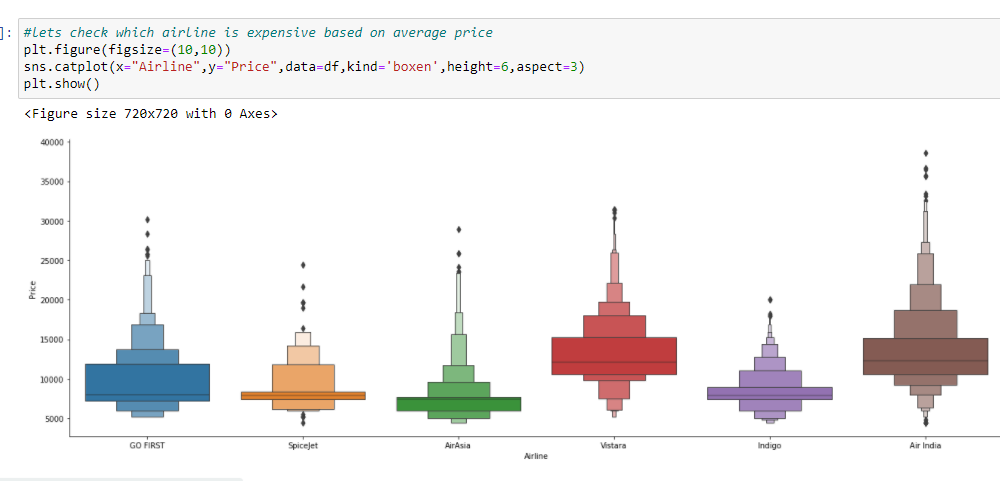 ]: #lets check which airline is expensive based on average price
plt.figure(figsize=(10,10))
sns.catplot(x="Airline",y="Price",data=df,kind='boxen',height=6,aspect=3)
plt.show()
<Figure size 720x720 with 0 Axes>
40000
35000
30000
25000
20000
15000
10000
5000
Price
GO FIRST SpiceJet AirAsia Vistara Indigo Air India
Airline